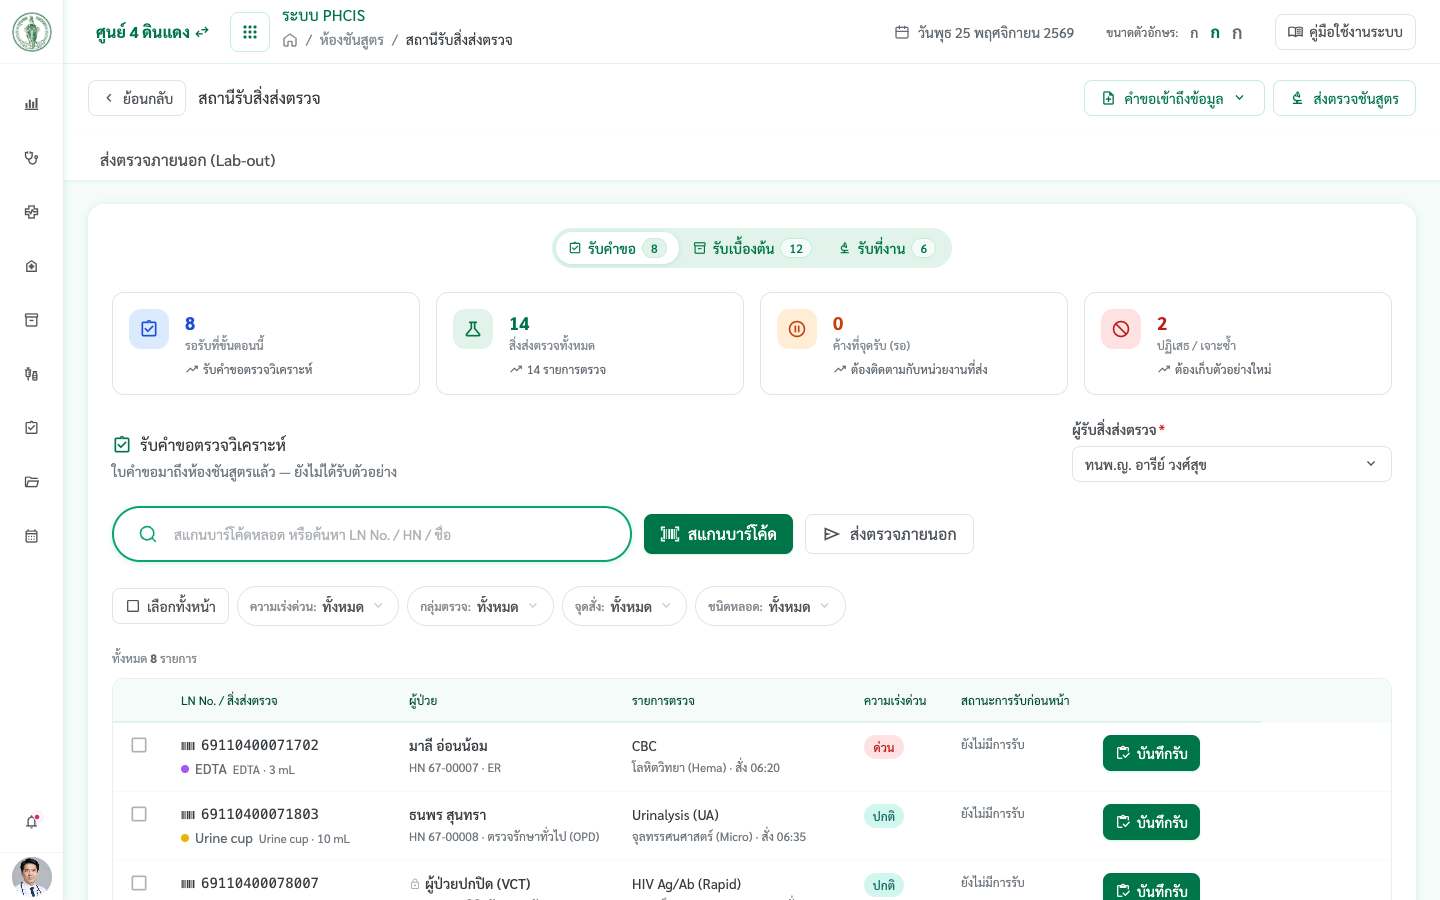 ศูนย์ 4 ดินแดง
ระบบ PHCIS
/ ห้องชันสูตร / สถานีรับสิ่งส่งตรวจ
วันพุธ 25 พฤศจิกายน 2569
ขนาดตัวอักษร: ก ก ก
คู่มือใช้งานระบบ
ย้อนกลับ
สถานีรับสิ่งส่งตรวจ
คำขอเข้าถึงข้อมูล
ส่งตรวจชันสูตร
ส่งตรวจภายนอก (Lab-out)
รับคำขอ 8
รับเบื้องต้น 12
รับที่งาน 6
8
รอรับที่ขั้นตอนนี้
รับคำขอตรวจวิเคราะห์
14
สิ่งส่งตรวจทั้งหมด
14 รายการตรวจ
0
ค้างที่จุดรับ (รอ)
ต้องติดตามกับหน่วยงานที่ส่ง
2
ปฏิเสธ / เจาะซ้ำ
ต้องเก็บตัวอย่างใหม่
รับคำขอตรวจวิเคราะห์
ใบคำขอมาถึงห้องชันสูตรแล้ว — ยังไม่ได้รับตัวอย่าง
ผู้รับสิ่งส่งตรวจ*
ทนพ.ญ. อารีย์ วงศ์สุข
สแกนบาร์โค้ดหลอด หรือค้นหา LN No. / HN / ชื่อ
สแกนบาร์โค้ด
ส่งตรวจภายนอก
เลือกทั้งหน้า
ความเร่งด่วน: ทั้งหมด
กลุ่มตรวจ: ทั้งหมด
จุดสั่ง: ทั้งหมด
ชนิดหลอด: ทั้งหมด
ทั้งหมด 8 รายการ
LN No. / สิ่งส่งตรวจ ผู้ป่วย รายการตรวจ ความเร่งด่วน สถานะการรับก่อนหน้า
69110400071702 มาลี อ่อนน้อม CBC ด่วน ยังไม่มีการรับ บันทึกรับ
EDTA EDTA · 3 mL HN 67-00007 · ER โลหิตวิทยา (Hema) · สั่ง 06:20
69110400071803 ธนพร สุนทรา Urinalysis (UA) ปกติ ยังไม่มีการรับ บันทึกรับ
Urine cup Urine cup · 10 mL HN 67-00008 · ตรวจรักษาทั่วไป (OPD) จุลทรรศนศาสตร์ (Micro) · สั่ง 06:35
69110400078007 ผู้ป่วยปกปิด (VCT) HIV Ag/Ab (Rapid) ปกติ ยังไม่มีการรับ บันทึกรับ